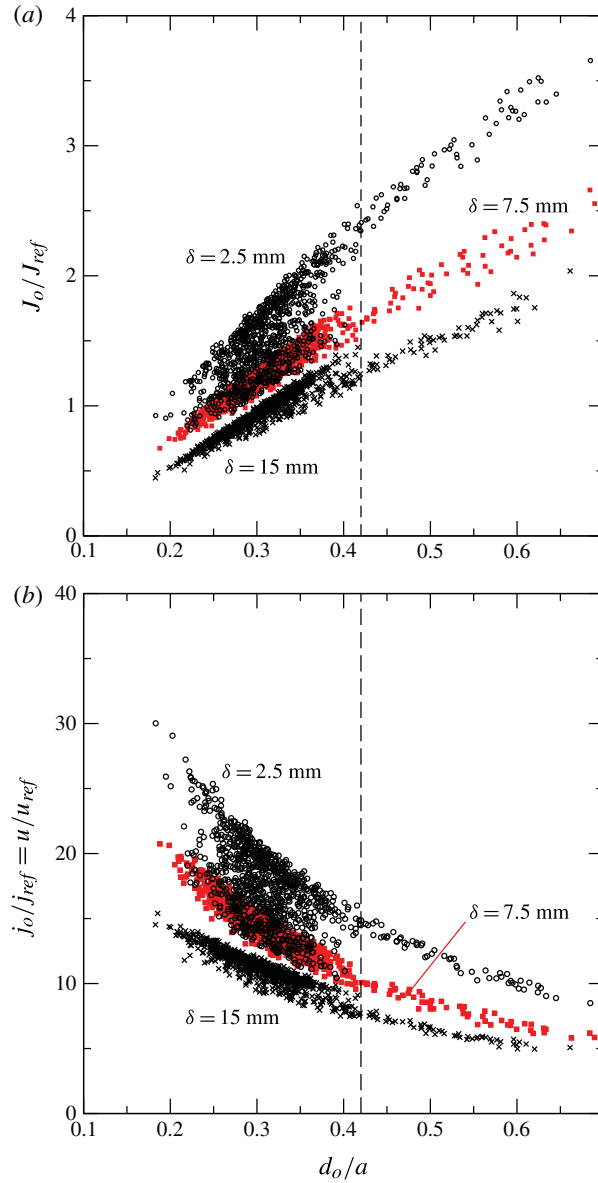 (a)
4
3
2
1
0
J_o/J_ref
δ = 2.5 mm
δ = 7.5 mm
δ = 15 mm
0.1 0.2 0.3 0.4 0.5 0.6
(b)
40
30
20
10
0
j_o/j_ref = u/u_ref
δ = 2.5 mm
δ = 7.5 mm
δ = 15 mm
0.1 0.2 0.3 0.4 0.5 0.6
d_o/a